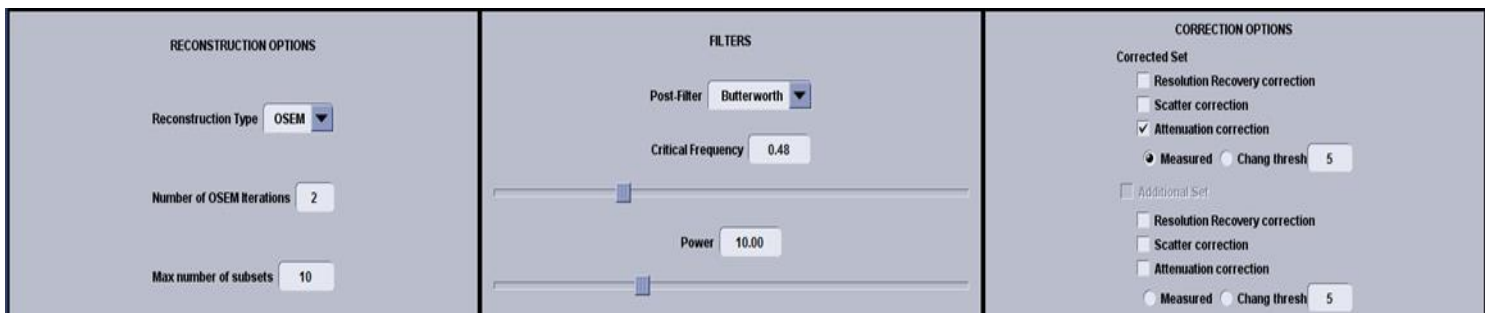 RECONSTRUCTION OPTIONS
Reconstruction Type OSEM
Number of OSEM Iterations 2
Max number of subsets 10
FILTERS
Post-Filter Butterworth
Critical Frequency 0.48
Power 10.00
CORRECTION OPTIONS
Corrected Set
Resolution Recovery correction
Scatter correction
Attenuation correction
Measured Chang thresh 5
Additional Set
Resolution Recovery correction
Scatter correction
Attenuation correction
Measured Chang thresh 5